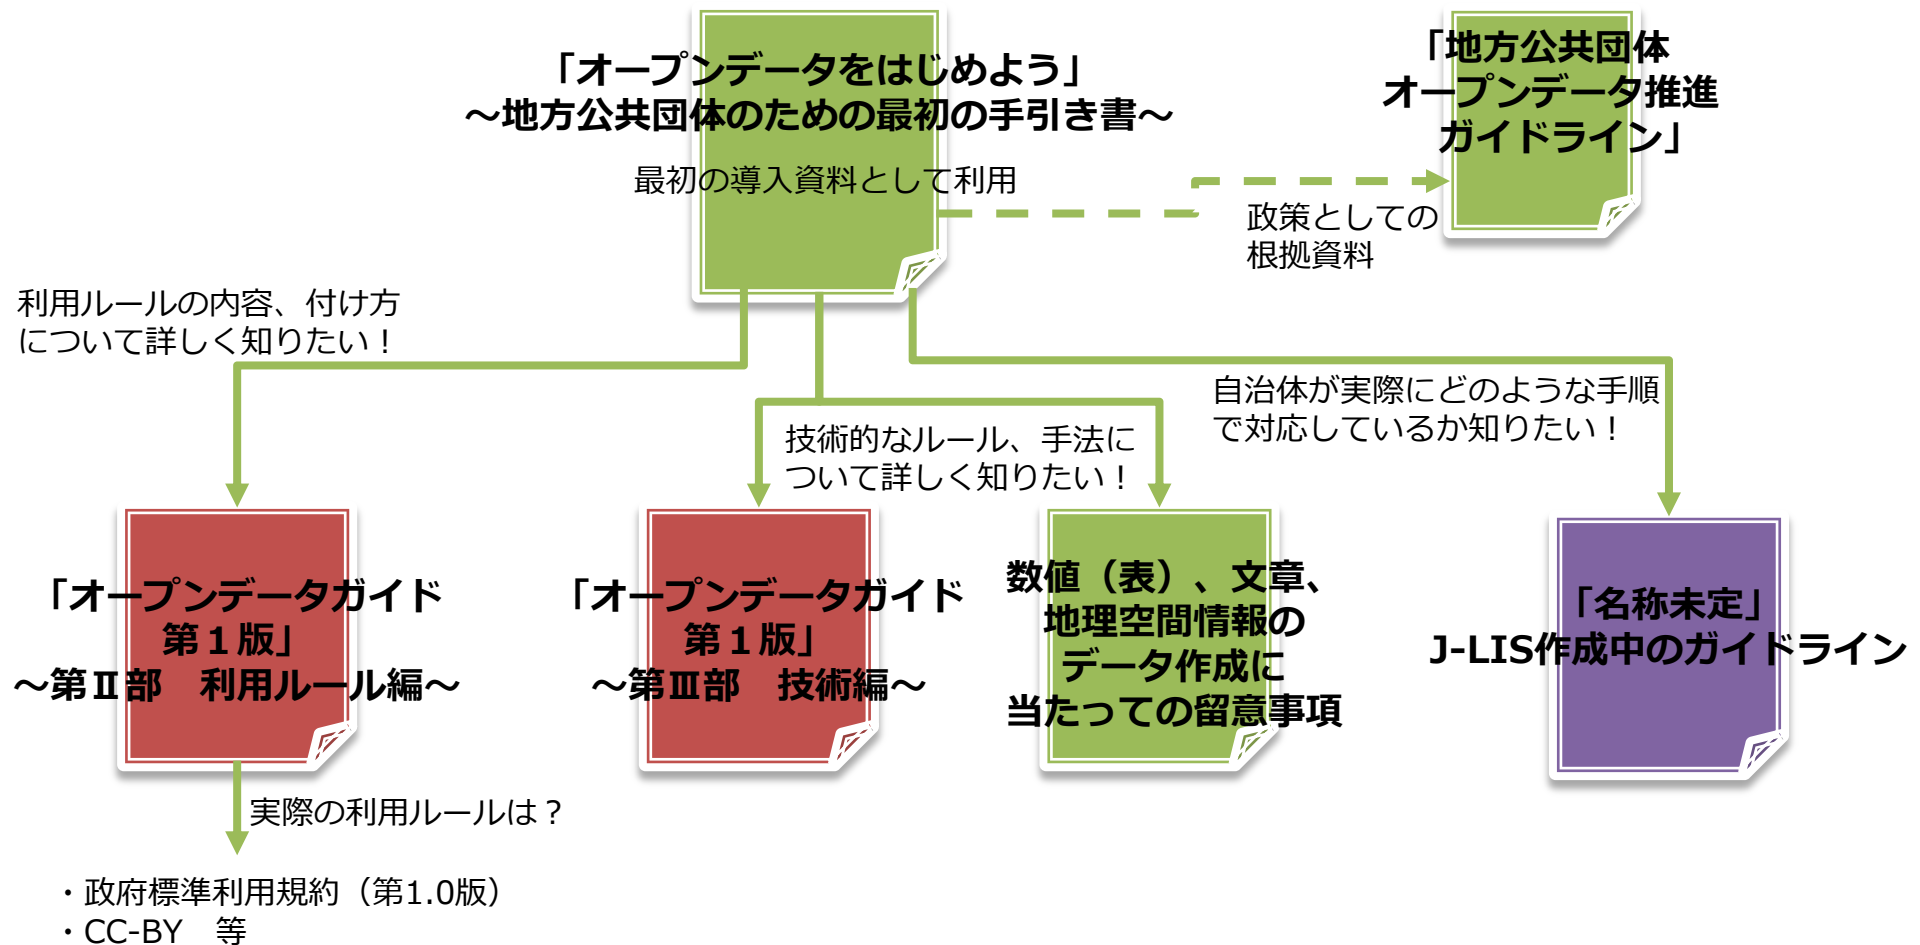 「オープンデータをはじめよう」
～地方公共団体のための最初の手引き書～
最初の導入資料として利用
「地方公共団体
オープンデータ推進
ガイドライン」
政策としての
根拠資料
利用ルールの内容、付け方
について詳しく知りたい！
技術的なルール、手法に
ついて詳しく知りたい！
自治体が実際にどのような手順
で対応しているか知りたい！
「オープンデータガイド
第１版」
～第Ⅱ部　利用ルール編～
「オープンデータガイド
第１版」
～第Ⅲ部　技術編～
数値（表）、文章、
地理空間情報の
データ作成に
当たっての留意事項
「名称未定」
J-LIS作成中のガイドライン
実際の利用ルールは？
・政府標準利用規約（第1.0版）
・CC-BY　等